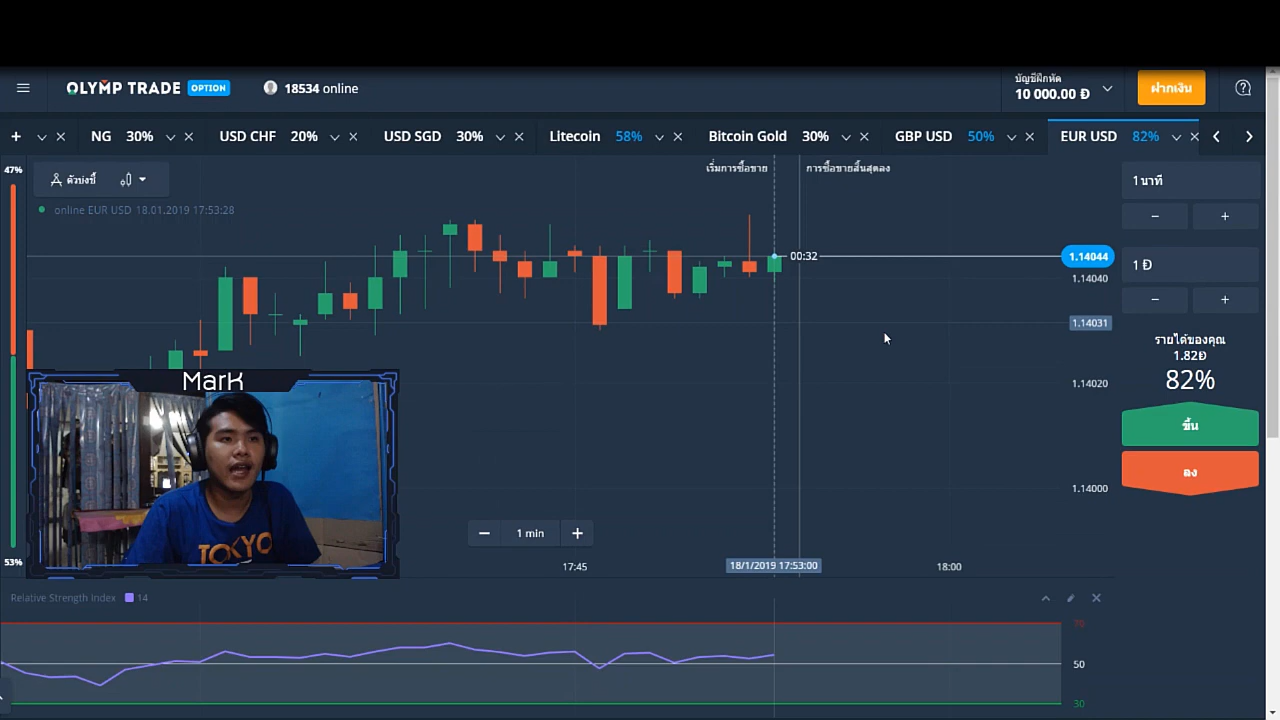 OLYMP TRADE OPTION
18534 online
บัญชีฝึกหัด
10 000.00 Đ
ฝากเงิน
NG 30%
USD CHF 20%
USD SGD 30%
Litecoin 58%
Bitcoin Gold 30%
GBP USD 50%
EUR USD 82%
47%
ตัวบ่งชี้
เริ่มการซื้อขาย
การซื้อขายสิ้นสุดลง
1 นาที
online EUR USD 18.01.2019 17:53:28
00:32
1.14044
1.14040
1 Đ
1.14031
รายได้ของคุณ
1.82Đ
82%
1.14020
MarK
ขึ้น
ลง
1.14000
TOKYO
1 min
53%
17:45
18/1/2019 17:53:00
18:00
Relative Strength Index 14
70
50
30